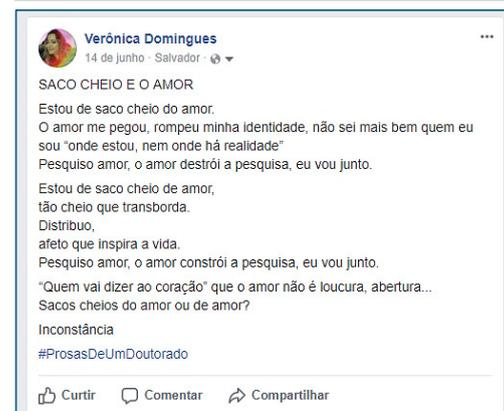 Verônica Domingues
14 de junho · Salvador ·
SACO CHEIO E O AMOR
Estou de saco cheio do amor.
O amor me pegou, rompeu minha identidade, não sei mais bem quem eu
sou “onde estou, nem onde há realidade”
Pesquiso amor, o amor destrói a pesquisa, eu vou junto.
Estou de saco cheio de amor,
tão cheio que transborda.
Distribuo,
afeto que inspira a vida.
Pesquiso amor, o amor constrói a pesquisa, eu vou junto.
“Quem vai dizer ao coração” que o amor não é loucura, abertura...
Sacos cheios do amor ou de amor?
Inconstância
#ProsasDeUmDoutorado
Curtir Comentar Compartilhar